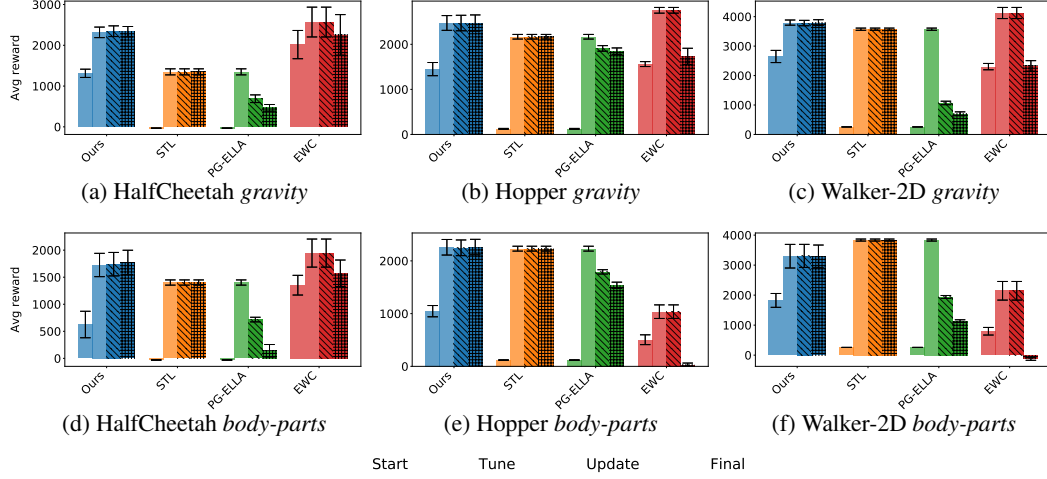 3000
2000
1000
0
Avg reward
Ours
STL
PG-ELLA
EWC
(a) HalfCheetah gravity
2000
1000
0
Ours
STL
PG-ELLA
EWC
(b) Hopper gravity
4000
3000
2000
1000
0
Ours
STL
PG-ELLA
EWC
(c) Walker-2D gravity
2000
1500
1000
500
0
Avg reward
Ours
STL
PG-ELLA
EWC
(d) HalfCheetah body-parts
2000
1000
0
Ours
STL
PG-ELLA
EWC
(e) Hopper body-parts
4000
3000
2000
1000
0
Ours
STL
PG-ELLA
EWC
(f) Walker-2D body-parts
Start Tune Update Final